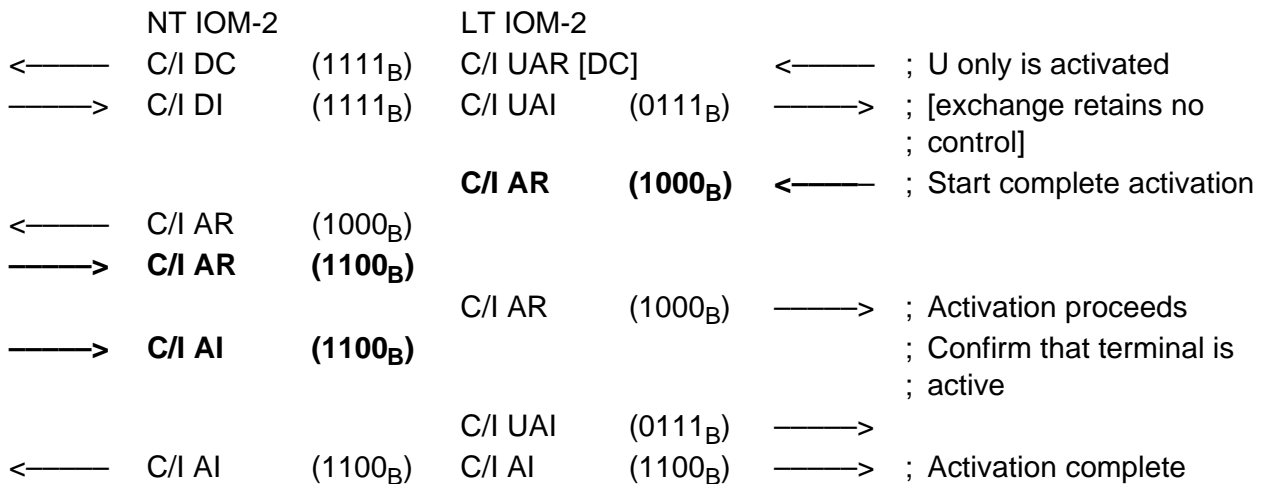 NT IOM-2 LT IOM-2
<––––– C/I DC (1111B) C/I UAR [DC] <––––– ; U only is activated
–––––> C/I DI (1111B) C/I UAI (0111B) –––––> ; [exchange retains no
; control]
C/I AR (1000B) <––––– ; Start complete activation
<––––– C/I AR (1000B)
–––––> C/I AR (1100B)
C/I AR (1000B) –––––> ; Activation proceeds
–––––> C/I AI (1100B) ; Confirm that terminal is
; active
C/I UAI (0111B) –––––>
<––––– C/I AI (1100B) C/I AI (1100B) –––––> ; Activation complete